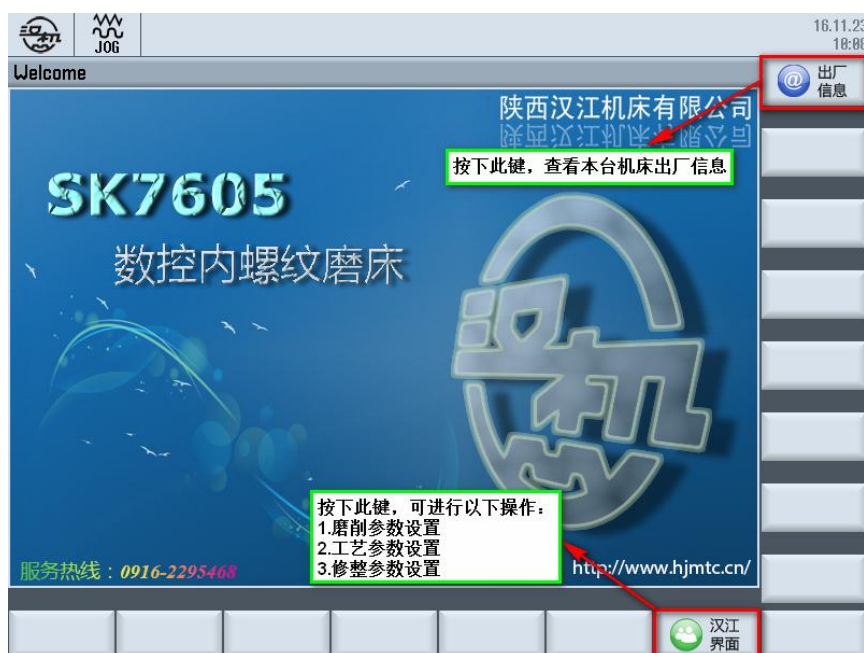 16.11.23
JOG
10:08
Welcome
出厂
信息
陕西汉江机床有限公司
按下此键，查看本台机床出厂信息
SK7605
数控内螺纹磨床
按下此键，可进行以下操作：
1.磨削参数设置
2.工艺参数设置
3.修整参数设置
服务热线：0916-2295468
http://www.hjmtc.cn/
汉江
界面